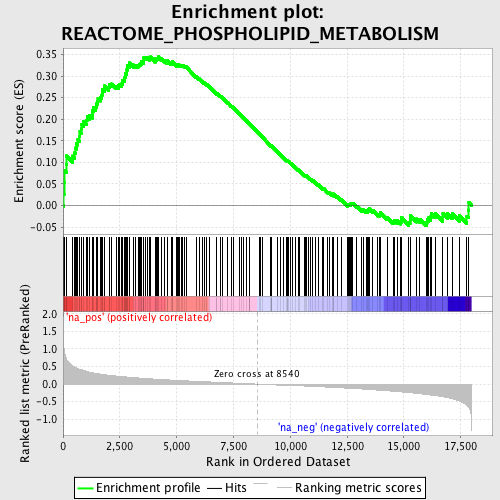 Enrichment plot:
REACTOME_PHOSPHOLIPID_METABOLISM
Enrichment score (ES)
0.35
0.30
0.25
0.20
0.15
0.10
0.05
0.00
-0.05
'na_pos' (positively correlated)
Ranked list metric (PreRanked)
2.0
1.5
1.0
0.5
0.0
-0.5
-1.0
Zero cross at 8540
'na_neg' (negatively correlated)
0 2,500 5,000 7,500 10,000 12,500 15,000 17,500
Rank in Ordered Dataset
Enrichment profile Hits Ranking metric scores